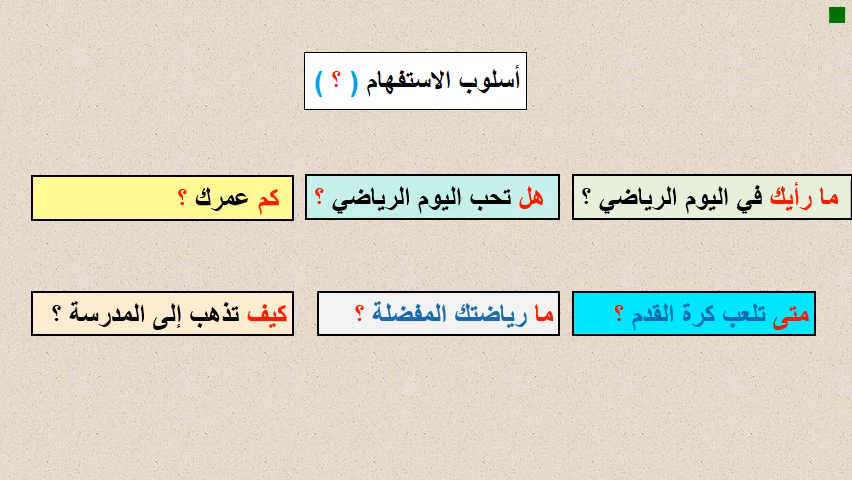 أسلوب الاستفهام ( ؟ )
ما رأيك في اليوم الرياضي ؟
هل تحب اليوم الرياضي ؟
كم عمرك ؟
متى تلعب كرة القدم ؟
ما رياضتك المفضلة ؟
كيف تذهب إلى المدرسة ؟